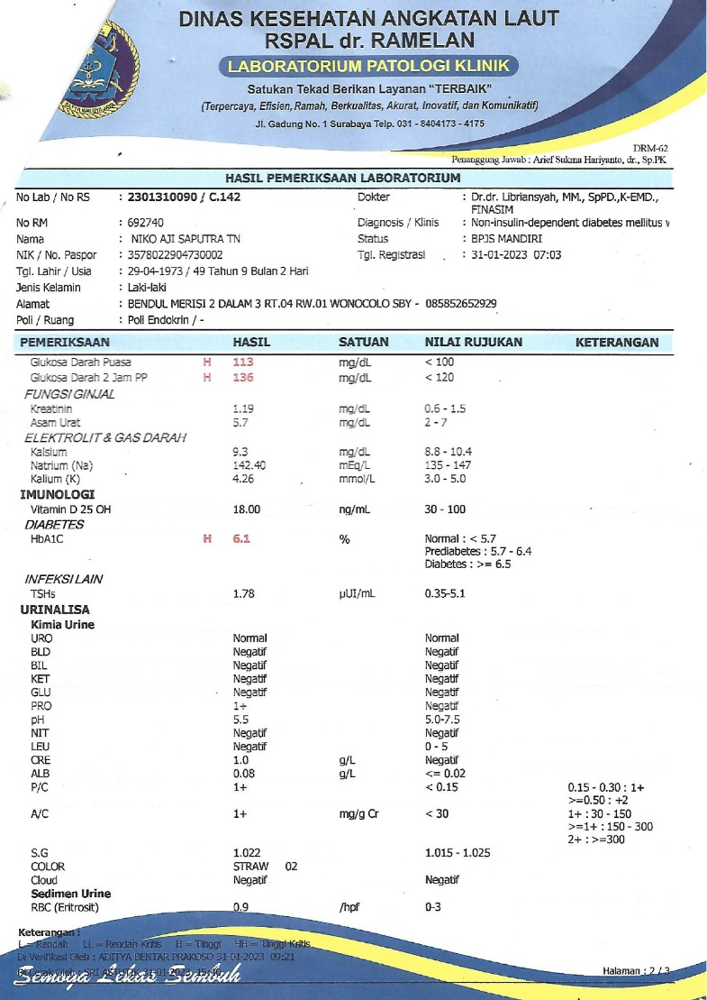 DINAS KESEHATAN ANGKATAN LAUT
RSPAL dr. RAMELAN
LABORATORIUM PATOLOGI KLINIK
Satukan Tekad Berikan Layanan "TERBAIK"
(Terpercaya, Efisien, Ramah, Berkualitas, Akurat, Inovatif, dan Komunikatif)
Jl. Gadung No. 1 Surabaya Telp. 031 - 8404173 - 4175
DRM-62
Penanggung Jawab : Arief Sukma Hariyanto, dr., Sp.PK
HASIL PEMERIKSAAN LABORATORIUM
No Lab / No RS : 2301310090 / C.142 Dokter : Dr.dr. Libriansyah, MM., SpPD.,K-EMD.,
FINASIM
No RM : 692740 Diagnosis / Klinis : Non-insulin-dependent diabetes mellitus
Nama : NIKO AJI SAPUTRA TN Status : BPJS MANDIRI
NIK / No. Paspor : 3578022904730002 Tgl. Registrasi : 31-01-2023 07:03
Tgl. Lahir / Usia : 29-04-1973 / 49 Tahun 9 Bulan 2 Hari
Jenis Kelamin : Laki-laki
Alamat : BENDUL MERISI 2 DALAM 3 RT.04 RW.01 WONOCOLO SBY - 085852652929
Poli / Ruang : Poli Endokrin / -
PEMERIKSAAN HASIL SATUAN NILAI RUJUKAN KETERANGAN
Glukosa Darah Puasa H 113 mg/dL < 100
Glukosa Darah 2 Jam PP H 136 mg/dL < 120
FUNGSI GINJAL
Kreatinin 1.19 mg/dL 0.6 - 1.5
Asam Urat 5.7 mg/dL 2 - 7
ELEKTROLIT & GAS DARAH
Kalsium 9.3 mg/dL 8.8 - 10.4
Natrium (Na) 142.40 mEq/L 135 - 147
Kalium (K) 4.26 mmol/L 3.0 - 5.0
IMUNOLOGI
Vitamin D 25 OH 18.00 ng/mL 30 - 100
DIABETES
HbA1C H 6.1 % Normal : < 5.7
Prediabetes : 5.7 - 6.4
Diabetes : >= 6.5
INFEKSI LAIN
TSHs 1.78 µUI/mL 0.35-5.1
URINALISA
Kimia Urine
URO Normal Normal
BLD Negatif Negatif
BIL Negatif Negatif
KET Negatif Negatif
GLU Negatif Negatif
PRO 1+ Negatif
pH 5.5 5.0-7.5
NIT Negatif Negatif
LEU Negatif 0 - 5
CRE 1.0 g/L Negatif
ALB 0.08 g/L <= 0.02
P/C 1+ < 0.15 0.15 - 0.30 : 1+
>=0.50 : +2
A/C 1+ mg/g Cr < 30 1+ : 30 - 150
>=1+ : 150 - 300
2+ : >=300
S.G 1.022 1.015 - 1.025
COLOR STRAW 02
Cloud Negatif Negatif
Sedimen Urine
RBC (Eritrosit) 0.9 /hpf 0-3
Keterangan :
L = Rendah LL = Rendah Kritis H = Tinggi HH = Tinggi Kritis
Di Verifikasi Oleh : ADITYA BENTAR PRAKOSO 31-01-2023 09:21
Di Cetak Oleh : SRI 31-01-2023
Semoga Lekas Sembuh
Halaman : 2 / 3